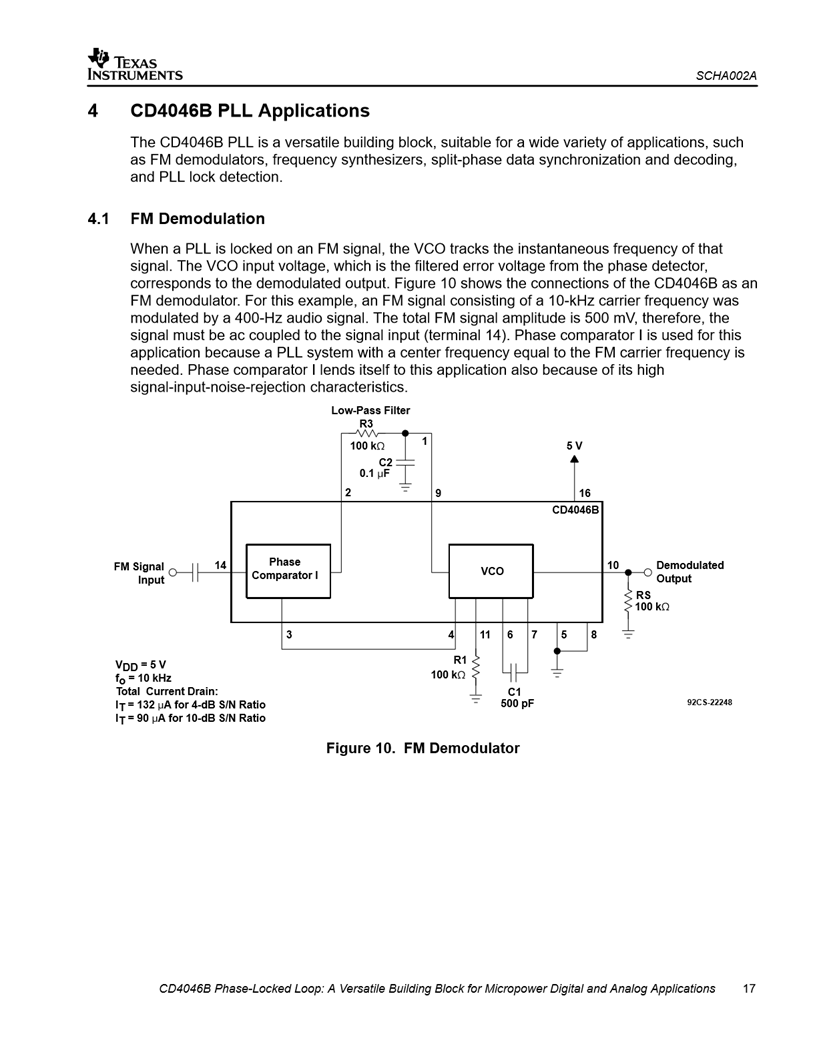 TEXAS
INSTRUMENTS
SCHA002A
4 CD4046B PLL Applications
The CD4046B PLL is a versatile building block, suitable for a wide variety of applications, such
as FM demodulators, frequency synthesizers, split-phase data synchronization and decoding,
and PLL lock detection.
4.1 FM Demodulation
When a PLL is locked on an FM signal, the VCO tracks the instantaneous frequency of that
signal. The VCO input voltage, which is the filtered error voltage from the phase detector,
corresponds to the demodulated output. Figure 10 shows the connections of the CD4046B as an
FM demodulator. For this example, an FM signal consisting of a 10-kHz carrier frequency was
modulated by a 400-Hz audio signal. The total FM signal amplitude is 500 mV, therefore, the
signal must be ac coupled to the signal input (terminal 14). Phase comparator I is used for this
application because a PLL system with a center frequency equal to the FM carrier frequency is
needed. Phase comparator I lends itself to this application also because of its high
signal-input-noise-rejection characteristics.
Low-Pass Filter
R3
100 kΩ
1
5 V
C2
0.1 µF
2
9
16
CD4046B
FM Signal
Input
14
Phase
Comparator I
VCO
10
Demodulated
Output
RS
100 kΩ
3
4
11
6
7
5
8
R1
100 kΩ
C1
500 pF
VDD = 5 V
fo = 10 kHz
Total Current Drain:
IT = 132 µA for 4-dB S/N Ratio
IT = 90 µA for 10-dB S/N Ratio
92CS-22248
Figure 10. FM Demodulator
CD4046B Phase-Locked Loop: A Versatile Building Block for Micropower Digital and Analog Applications 17